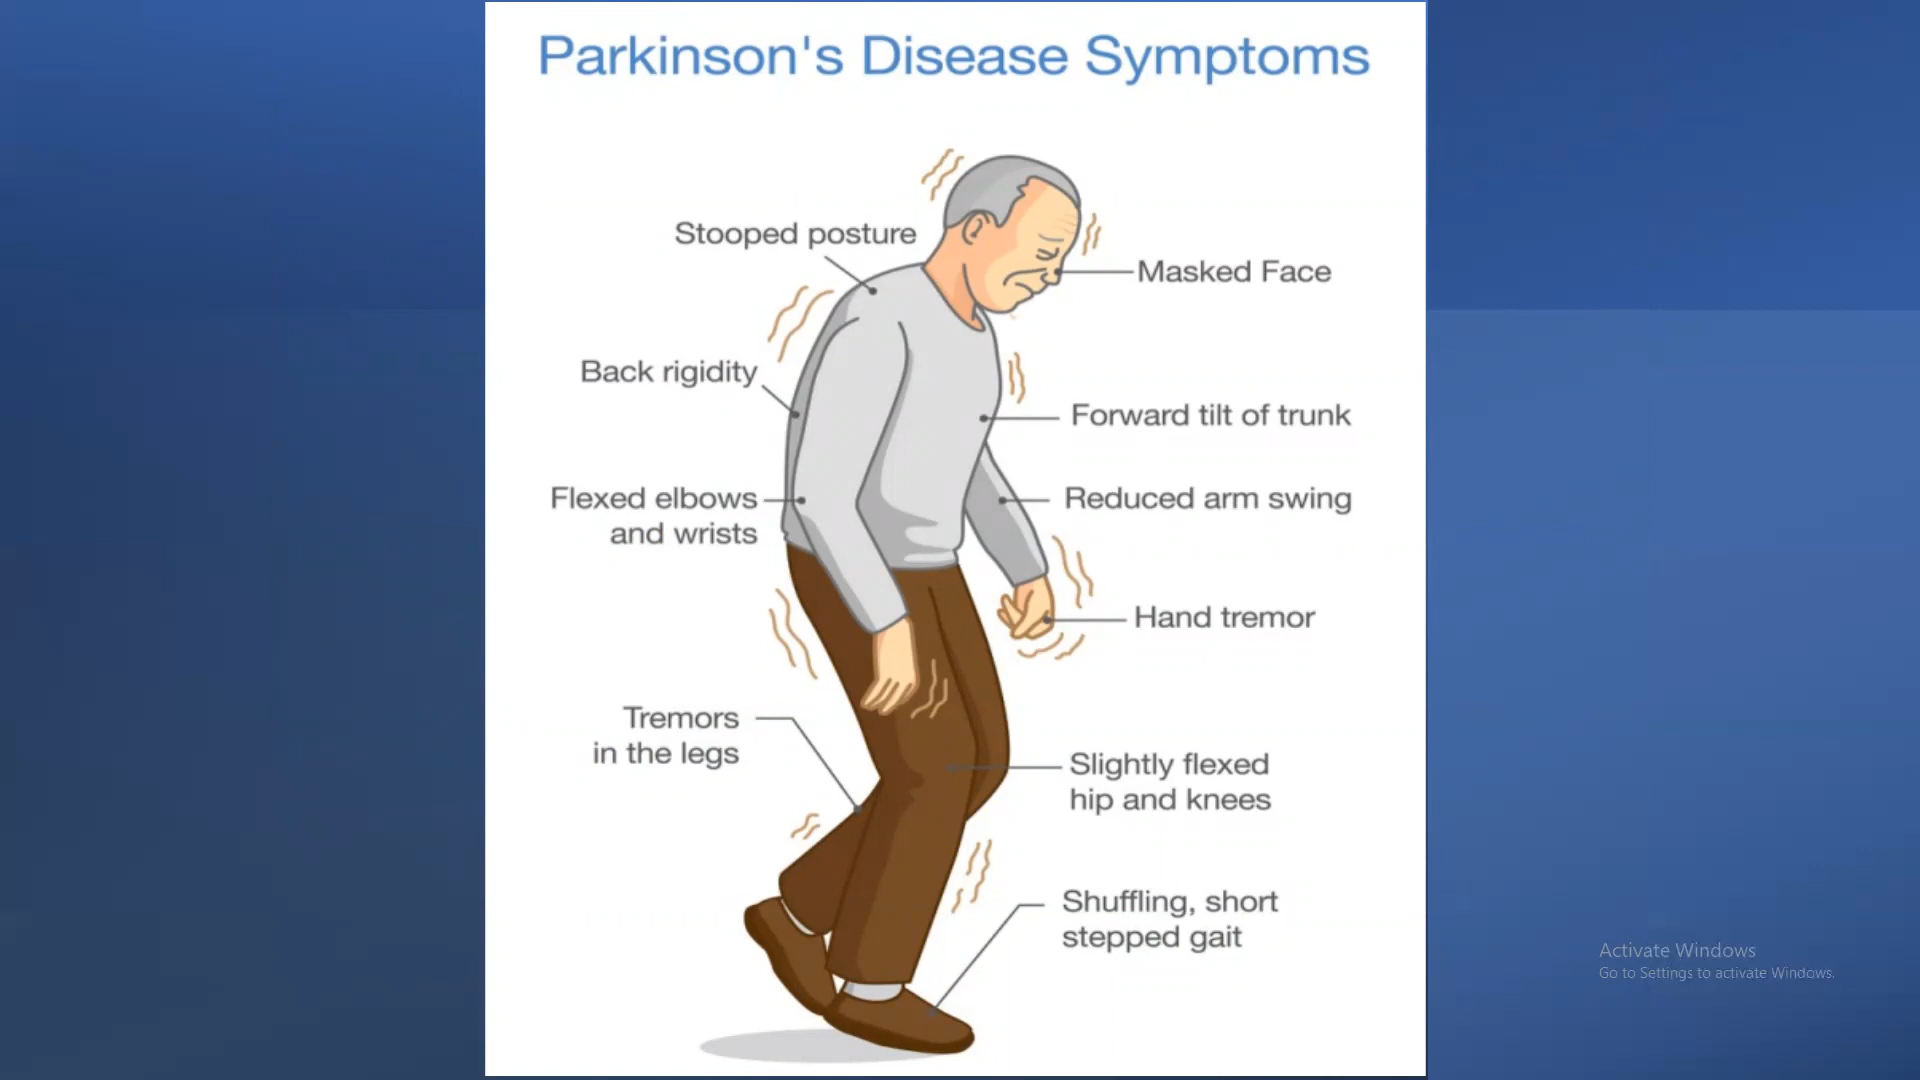 Parkinson's Disease Symptoms
Stooped posture
Masked Face
Back rigidity
Forward tilt of trunk
Flexed elbows
and wrists
Reduced arm swing
Hand tremor
Tremors
in the legs
Slightly flexed
hip and knees
Shuffling, short
stepped gait
Activate Windows
Go to Settings to activate Windows.